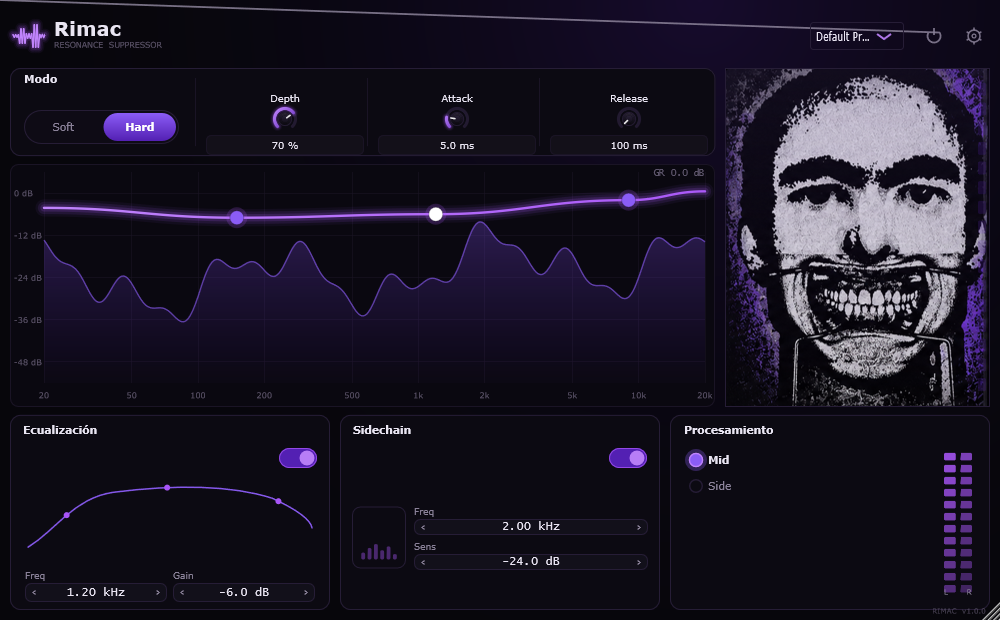 Rimac
RESONANCE SUPPRESSOR
Default Pr...
Modo
Soft
Hard
Depth
70 %
Attack
5.0 ms
Release
100 ms
GR 0.0 dB
0 dB
-12 dB
-24 dB
-36 dB
-48 dB
20 50 100 200 500 1k 2k 5k 10k 20k
Ecualización
Freq Gain
‹ 1.20 kHz › ‹ -6.0 dB ›
Sidechain
Freq
‹ 2.00 kHz ›
Sens
‹ -24.0 dB ›
Procesamiento
Mid
Side
L R
RIMAC v1.0.0